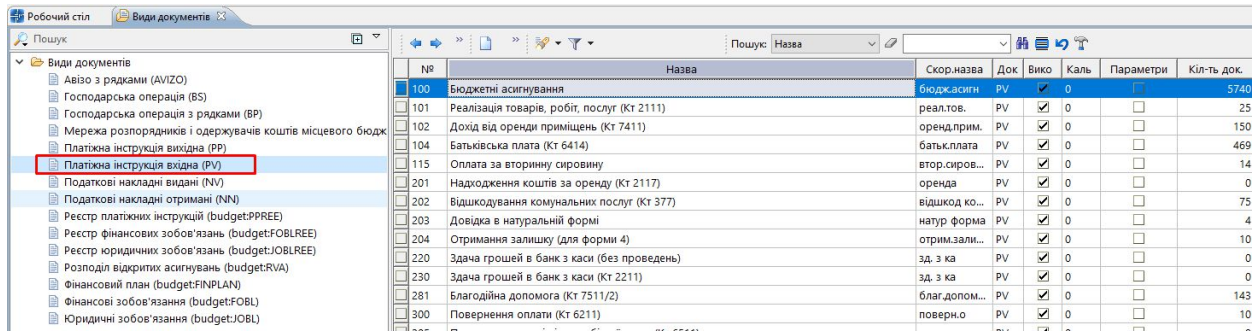 Робочий стіл Види документів
Пошук
Види документів
Авізо з рядками (AVIZO)
Господарська операція (BS)
Господарська операція з рядками (BP)
Мережа розпорядників і одержувачів коштів місцевого бюдж
Платіжна інструкція вихідна (PP)
Платіжна інструкція вхідна (PV)
Податкові накладні видані (NV)
Податкові накладні отримані (NN)
Реєстр платіжних інструкцій (budget:PPREE)
Реєстр фінансових зобов'язань (budget:FOBLREE)
Реєстр юридичних зобов'язань (budget:JOBLREE)
Розподіл відкритих асигнувань (budget:RVA)
Фінансовий план (budget:FINPLAN)
Фінансові зобов'язання (budget:FOBL)
Юридичні зобов'язання (budget:JOBL)
Пошук: Назва
№ Назва Скор.назва Док Вико Каль Параметри Кіл-ть док.
100 Бюджетні асигнування бюдж.асигн PV 0 5740
101 Реалізація товарів, робіт, послуг (Кт 2111) реал.тов. PV 0 25
102 Дохід від оренди приміщень (Кт 7411) оренд.прим. PV 0 150
104 Батьківська плата (Кт 6414) батьк.плата PV 0 469
115 Оплата за вторинну сировину втор.сиров... PV 0 14
201 Надходження коштів за оренду (Кт 2117) оренда PV 0 0
202 Відшкодування комунальних послуг (Кт 377) відшкод ко... PV 0 75
203 Довідка в натуральній формі натур форма PV 0 4
204 Отримання залишку (для форми 4) отрим.зали... PV 0 10
220 Здача грошей в банк з каси (без проведень) зд. з ка PV 0 0
230 Здача грошей в банк з каси (Кт 2211) зд. з ка PV 0 0
281 Благодійна допомога (Кт 7511/2) благ.допом... PV 0 143
300 Повернення оплати (Кт 6211) поверн.о PV 0 10